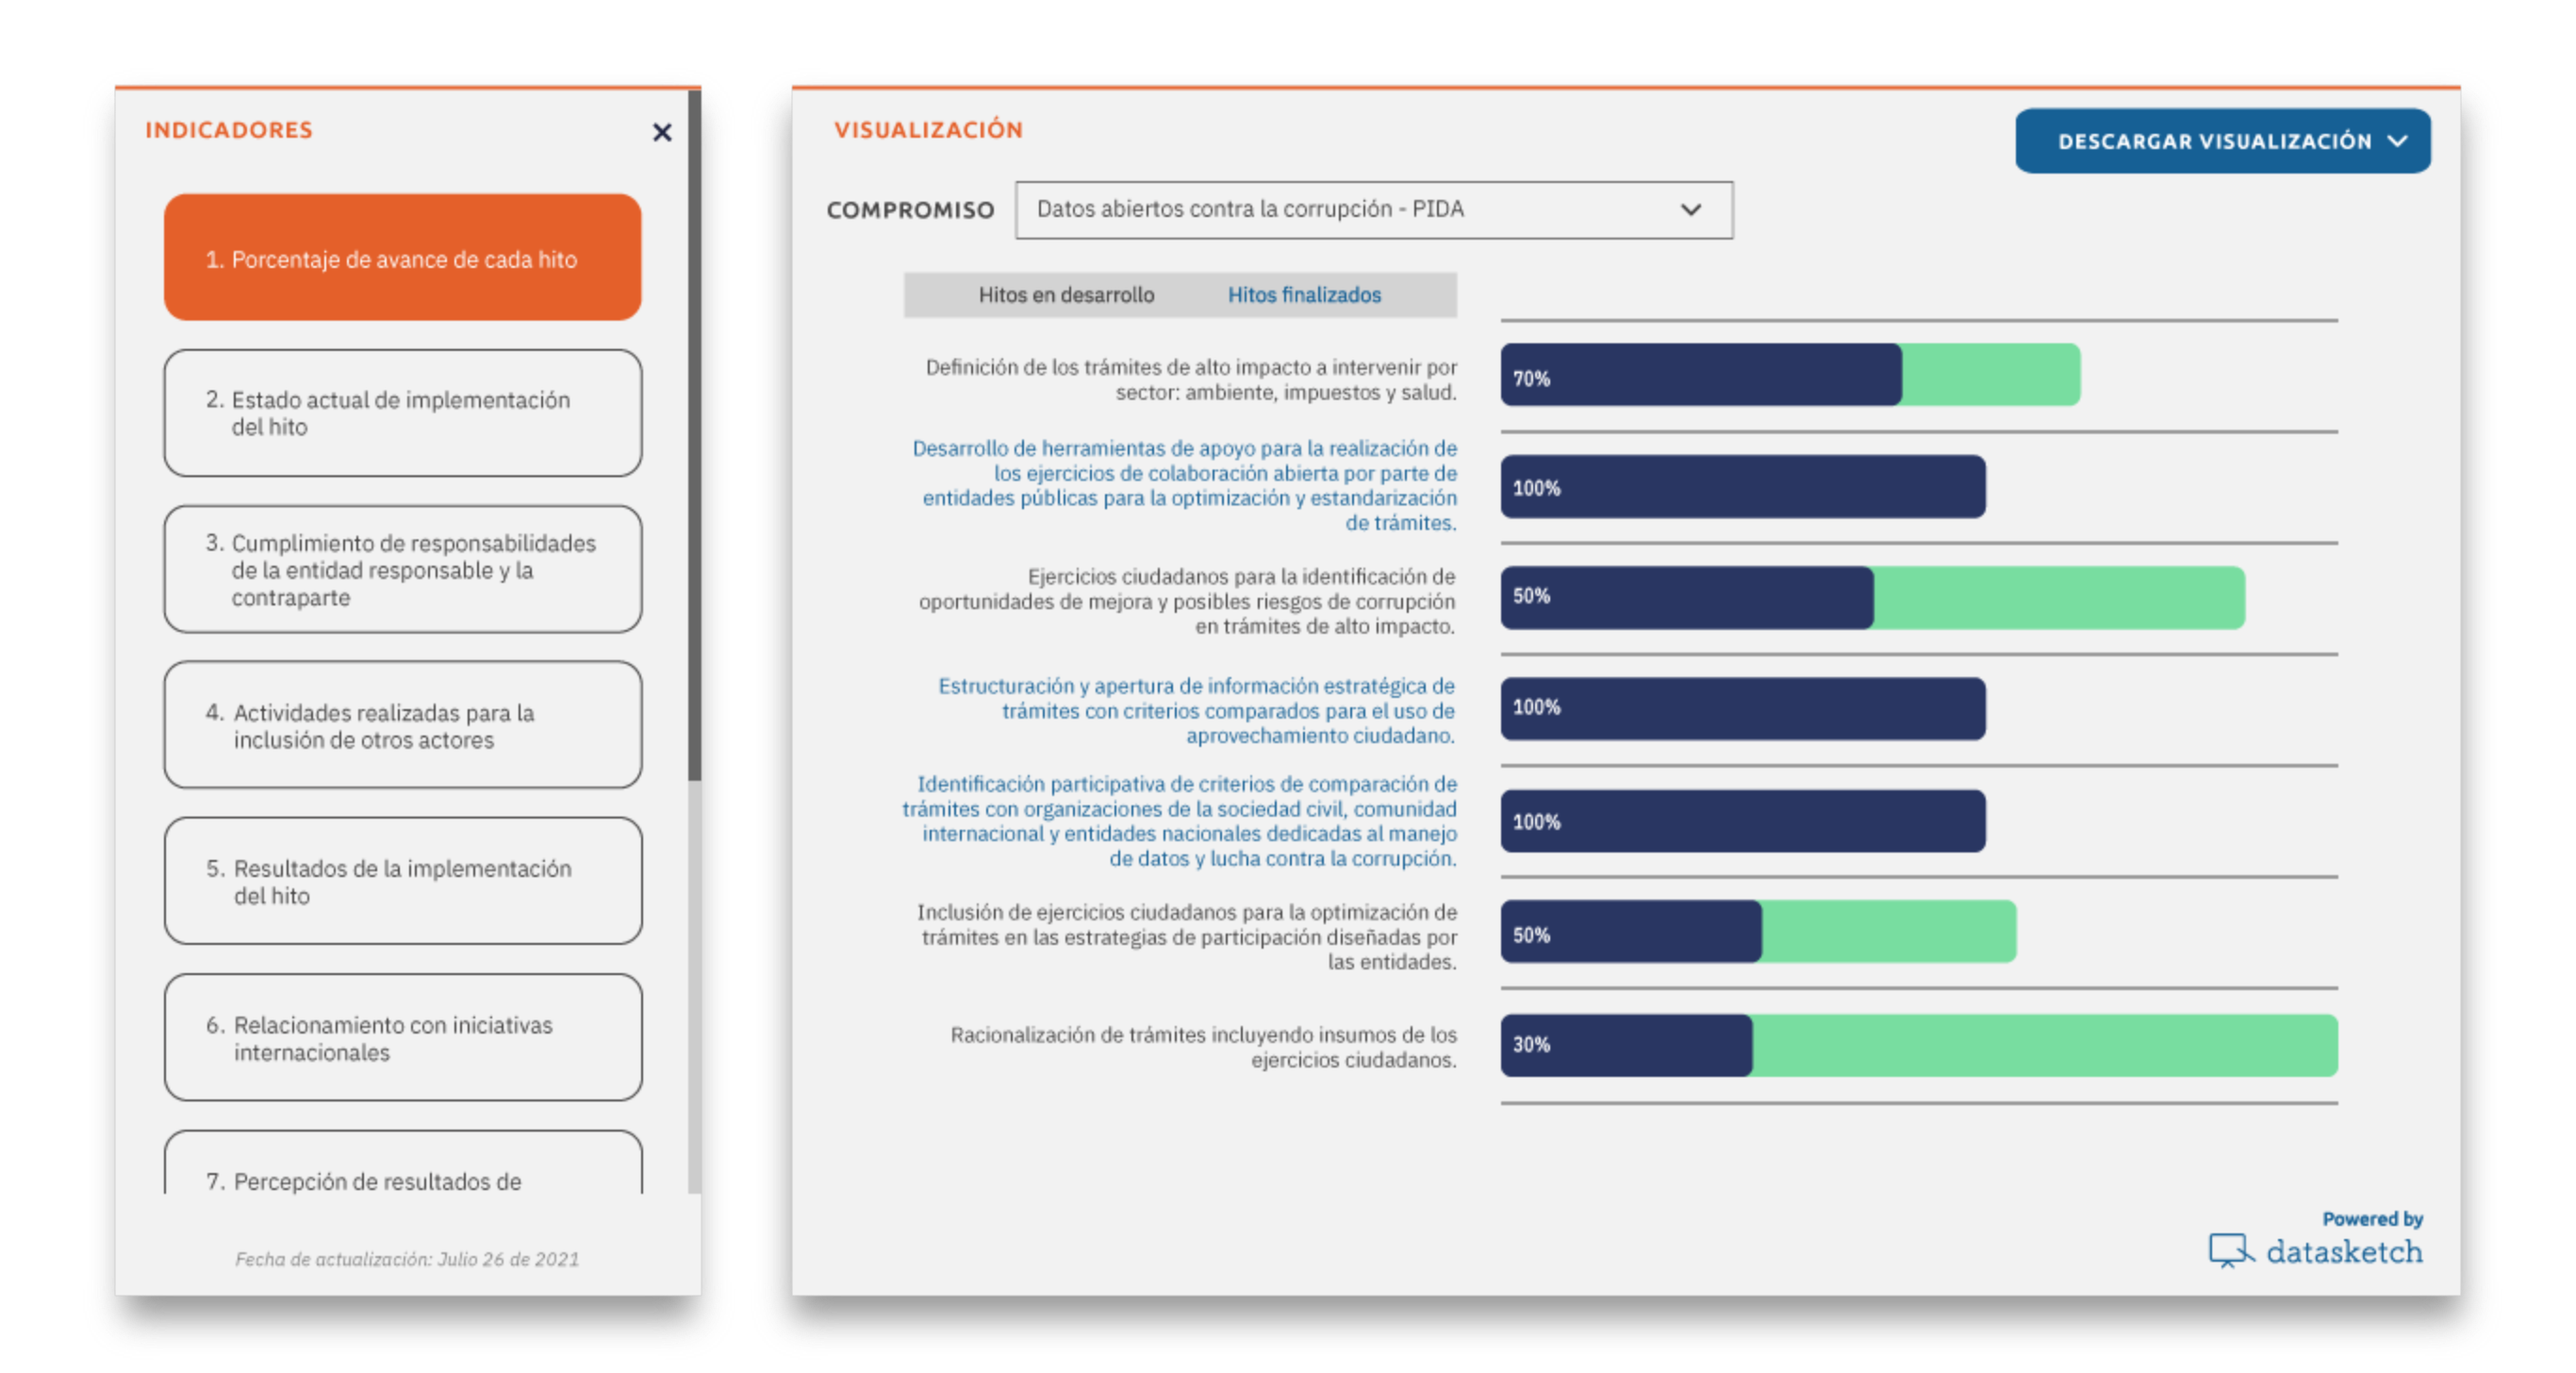 INDICADORES
1. Porcentaje de avance de cada hito
2. Estado actual de implementación
del hito
3. Cumplimiento de responsabilidades
de la entidad responsable y la
contraparte
4. Actividades realizadas para la
inclusión de otros actores
5. Resultados de la implementación
del hito
6. Relacionamiento con iniciativas
internacionales
7. Percepción de resultados de
Fecha de actualización: Julio 26 de 2021
VISUALIZACIÓN
DESCARGAR VISUALIZACIÓN
COMPROMISO Datos abiertos contra la corrupción - PIDA
Hitos en desarrollo Hitos finalizados
Definición de los trámites de alto impacto a intervenir por
sector: ambiente, impuestos y salud.
70%
Desarrollo de herramientas de apoyo para la realización de
los ejercicios de colaboración abierta por parte de
entidades públicas para la optimización y estandarización
de trámites.
100%
Ejercicios ciudadanos para la identificación de
oportunidades de mejora y posibles riesgos de corrupción
en trámites de alto impacto.
50%
Estructuración y apertura de información estratégica de
trámites con criterios comparados para el uso de
aprovechamiento ciudadano.
100%
Identificación participativa de criterios de comparación de
trámites con organizaciones de la sociedad civil, comunidad
internacional y entidades nacionales dedicadas al manejo
de datos y lucha contra la corrupción.
100%
Inclusión de ejercicios ciudadanos para la optimización de
trámites en las estrategias de participación diseñadas por
las entidades.
50%
Racionalización de trámites incluyendo insumos de los
ejercicios ciudadanos.
30%
Powered by
datasketch